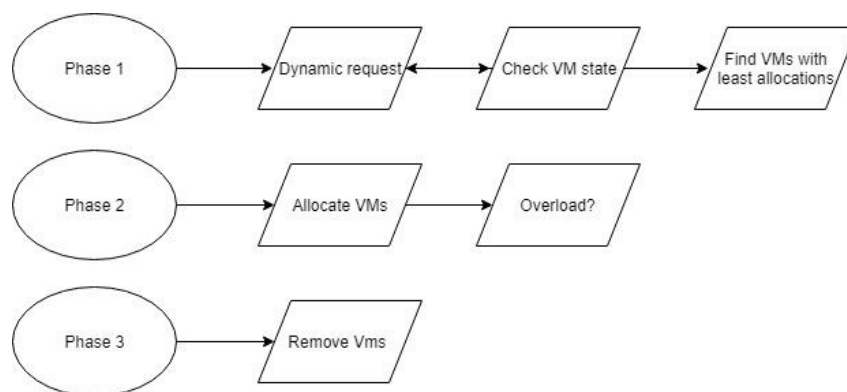 Phase 1
Dynamic request
Check VM state
Find VMs with
least allocations
Phase 2
Allocate VMs
Overload?
Phase 3
Remove Vms